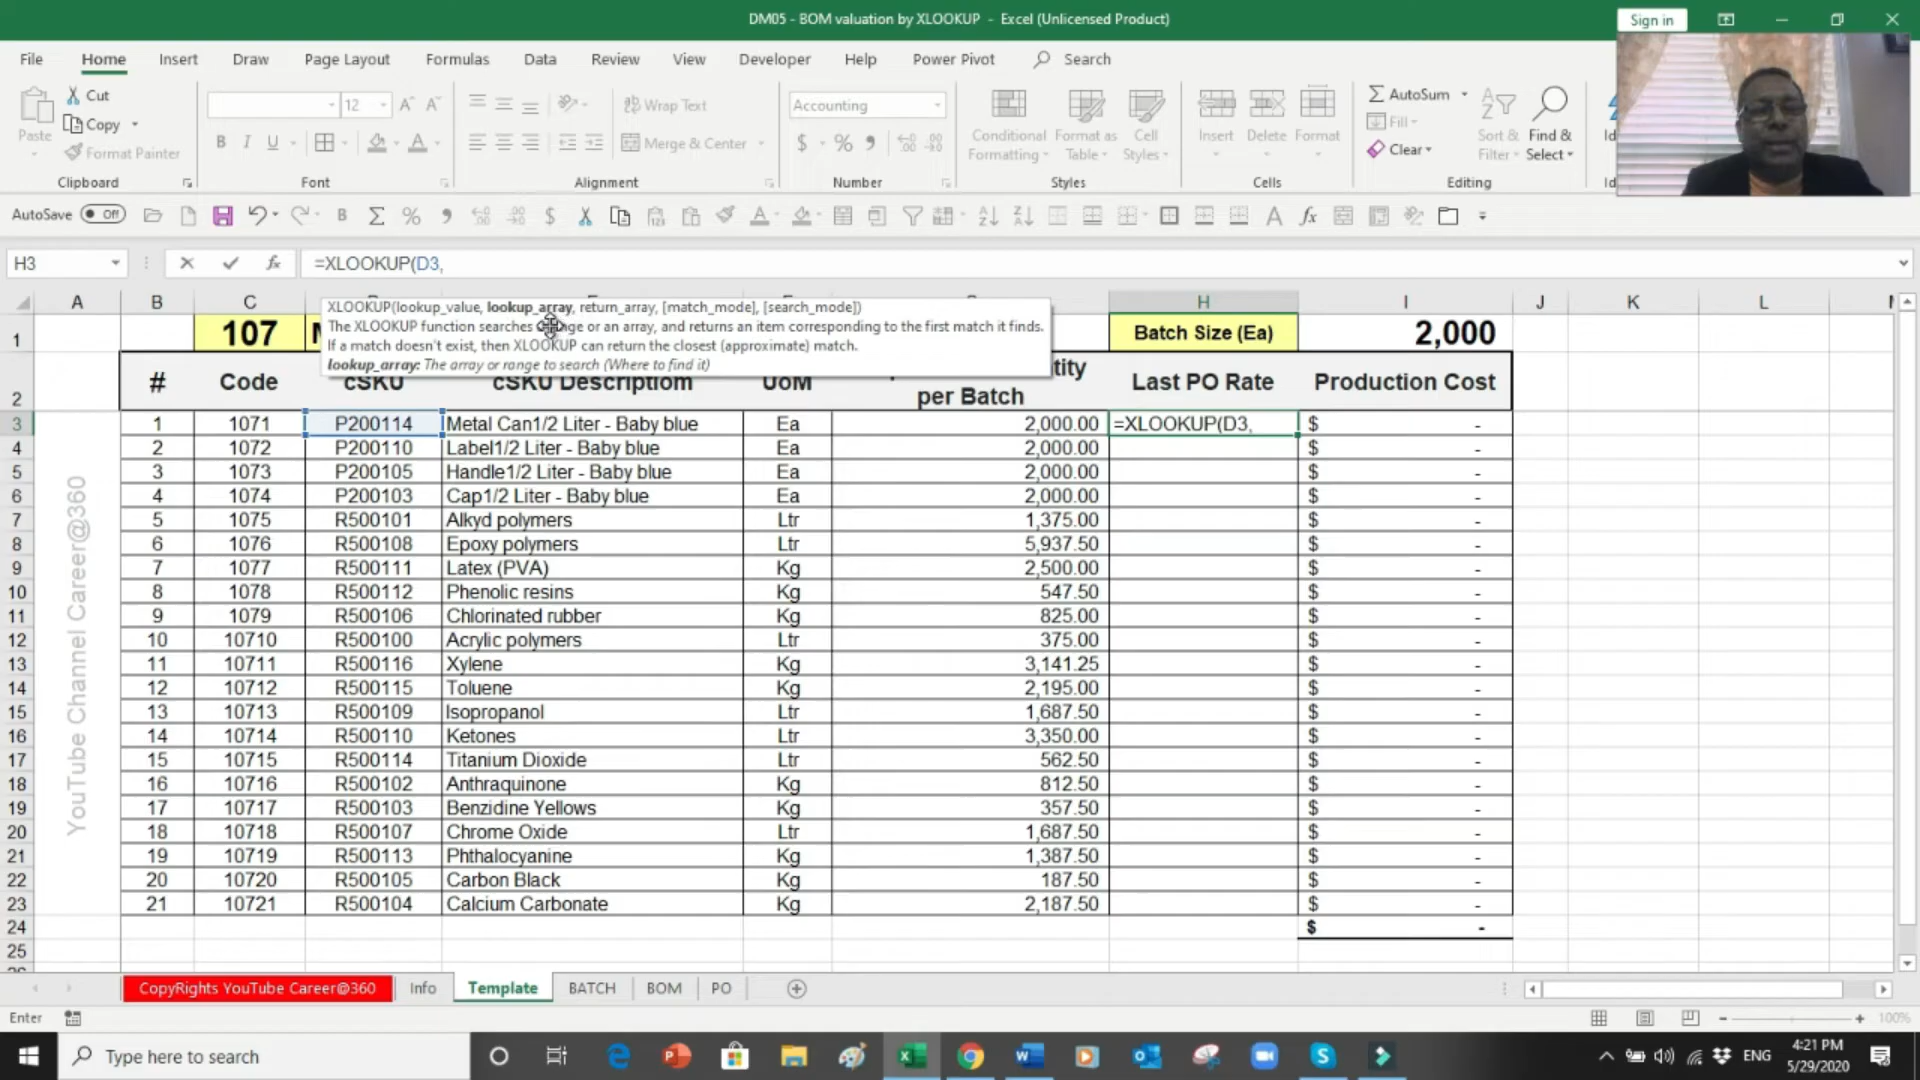 DM05 - BOM valuation by XLOOKUP - Excel (Unlicensed Product)
Sign in
File Home Insert Draw Page Layout Formulas Data Review View Developer Help Power Pivot Search
Paste
Cut
Copy
Format Painter
Clipboard
12
B I U
Font
Wrap Text
Merge & Center
Alignment
Accounting
$ %
Number
Conditional Formatting
Format as Table
Cell Styles
Styles
Insert
Delete
Format
Cells
AutoSum
Fill
Clear
Sort & Filter
Find & Select
Editing
Id
Id
AutoSave Off
H3
=XLOOKUP(D3,
XLOOKUP(lookup_value, lookup_array, return_array, [match_mode], [search_mode])
The XLOOKUP function searches range or an array, and returns an item corresponding to the first match it finds.
If a match doesn't exist, then XLOOKUP can return the closest (approximate) match.
lookup_array: The array or range to search (Where to find it)
A B C H I J K L
1 107 Batch Size (Ea) 2,000
2 # Code cSKU cSKU Description UoM per Batch Last PO Rate Production Cost
3 1 1071 P200114 Metal Can1/2 Liter - Baby blue Ea 2,000.00 =XLOOKUP(D3, $ -
4 2 1072 P200110 Label1/2 Liter - Baby blue Ea 2,000.00 $ -
5 3 1073 P200105 Handle1/2 Liter - Baby blue Ea 2,000.00 $ -
6 4 1074 P200103 Cap1/2 Liter - Baby blue Ea 2,000.00 $ -
7 5 1075 R500101 Alkyd polymers Ltr 1,375.00 $ -
8 6 1076 R500108 Epoxy polymers Ltr 5,937.50 $ -
9 7 1077 R500111 Latex (PVA) Kg 2,500.00 $ -
10 8 1078 R500112 Phenolic resins Kg 547.50 $ -
11 9 1079 R500106 Chlorinated rubber Kg 825.00 $ -
12 10 10710 R500100 Acrylic polymers Ltr 375.00 $ -
13 11 10711 R500116 Xylene Kg 3,141.25 $ -
14 12 10712 R500115 Toluene Kg 2,195.00 $ -
15 13 10713 R500109 Isopropanol Ltr 1,687.50 $ -
16 14 10714 R500110 Ketones Ltr 3,350.00 $ -
17 15 10715 R500114 Titanium Dioxide Ltr 562.50 $ -
18 16 10716 R500102 Anthraquinone Kg 812.50 $ -
19 17 10717 R500103 Benzidine Yellows Kg 357.50 $ -
20 18 10718 R500107 Chrome Oxide Ltr 1,687.50 $ -
21 19 10719 R500113 Phthalocyanine Kg 1,387.50 $ -
22 20 10720 R500105 Carbon Black Kg 187.50 $ -
23 21 10721 R500104 Calcium Carbonate Kg 2,187.50 $ -
24 $ -
25
YouTube Channel Career@360
CopyRights YouTube Career@360 Info Template BATCH BOM PO
Enter
100%
Type here to search
ENG
4:21 PM
5/29/2020